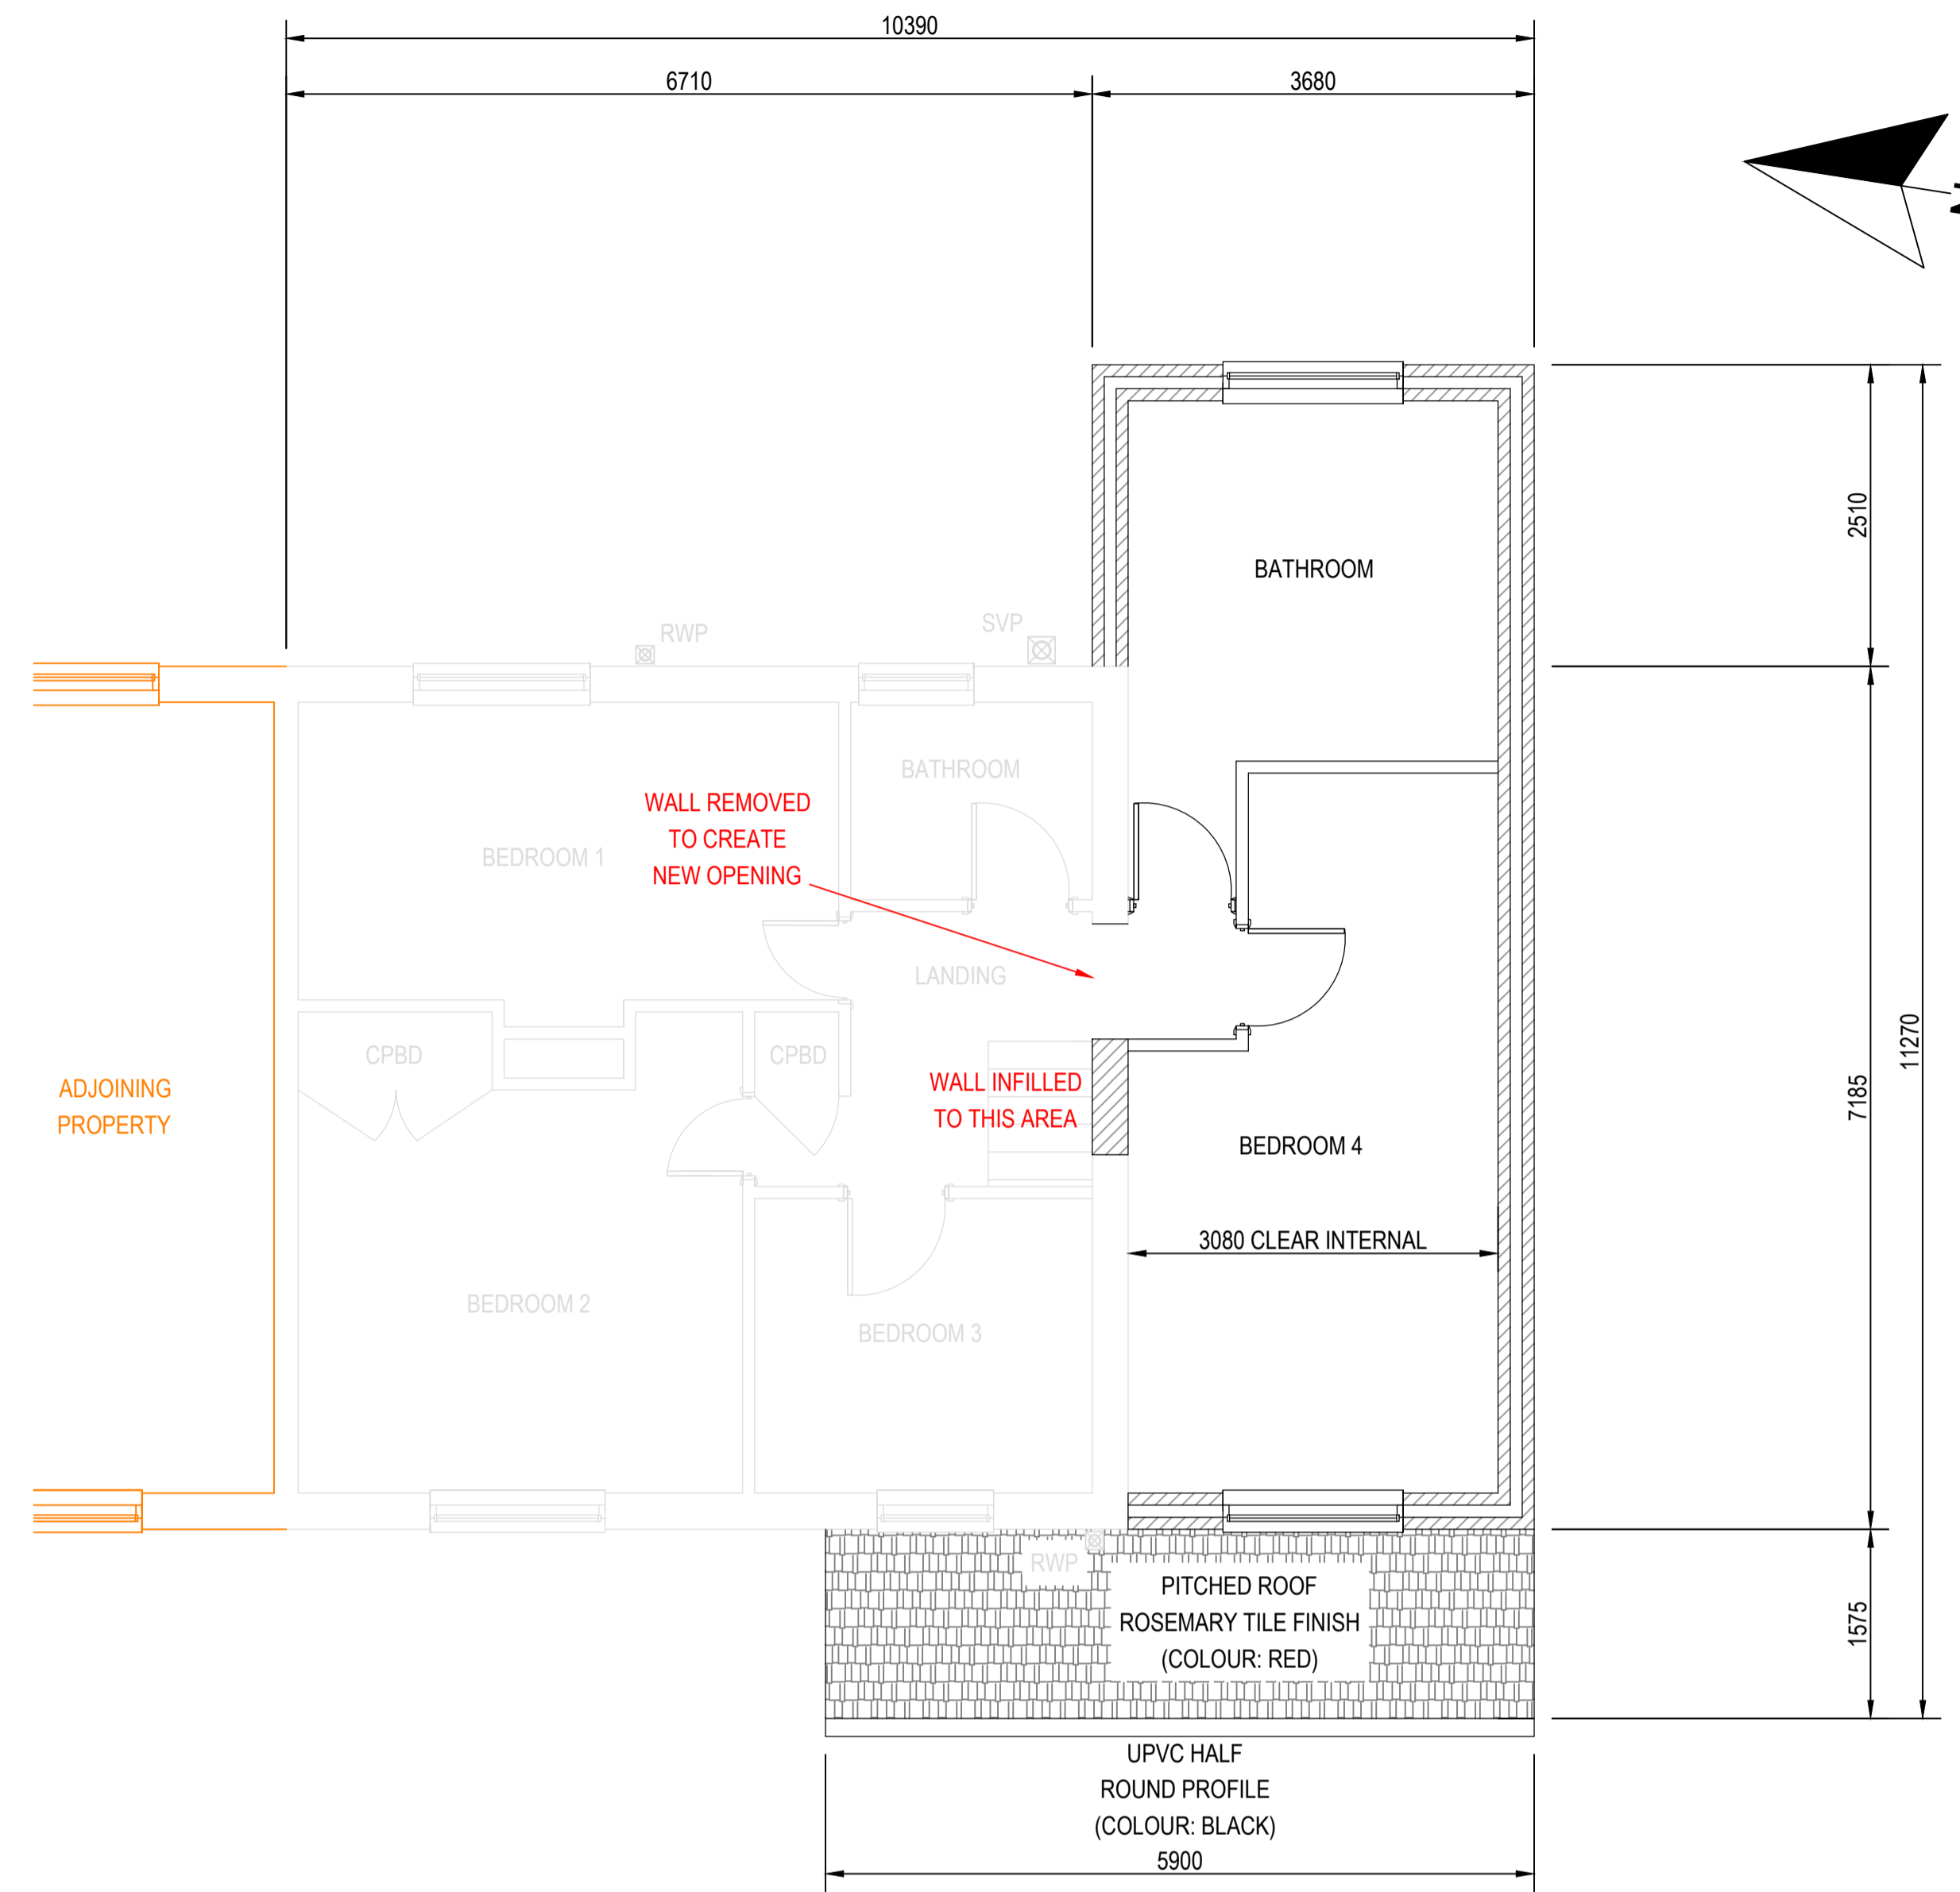 10390
6710
3680
2510
BATHROOM
RWP
SVP
BATHROOM
WALL REMOVED
TO CREATE
NEW OPENING
BEDROOM 1
LANDING
CPBD
CPBD
WALL INFILLED
TO THIS AREA
ADJOINING
PROPERTY
7185
11270
BEDROOM 4
3080 CLEAR INTERNAL
BEDROOM 2
BEDROOM 3
RWP
PITCHED ROOF
ROSEMARY TILE FINISH
(COLOUR: RED)
1575
UPVC HALF
ROUND PROFILE
(COLOUR: BLACK)
5900